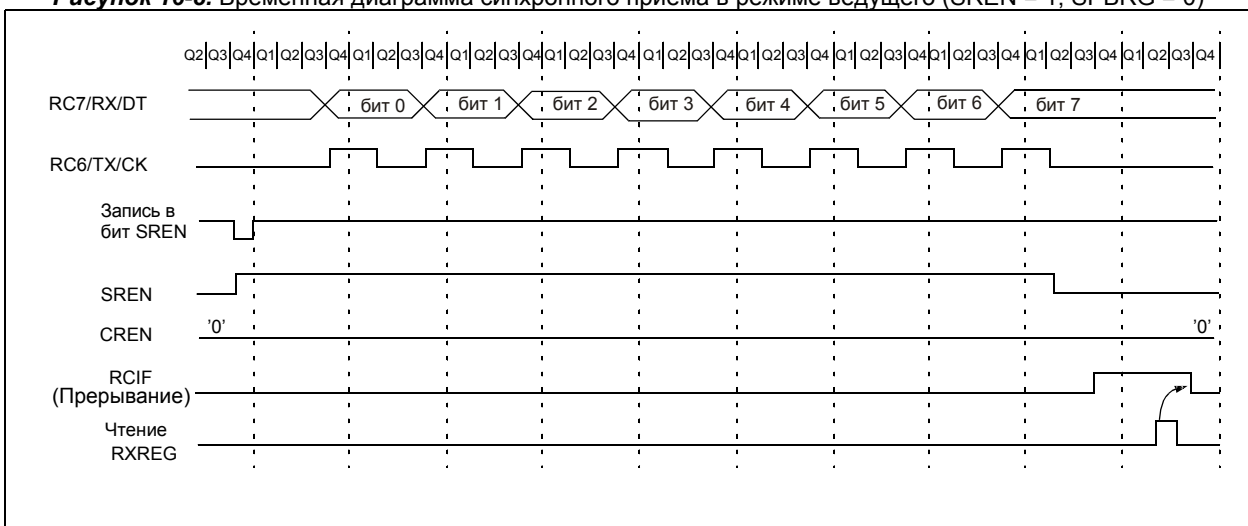 Рисунок 10-6. Временная диаграмма синхронного приема в режиме ведущего (SREN = 1, SPBRG = 0)
Q2 Q3 Q4 Q1 Q2 Q3 Q4 Q1 Q2 Q3 Q4 Q1 Q2 Q3 Q4 Q1 Q2 Q3 Q4 Q1 Q2 Q3 Q4 Q1 Q2 Q3 Q4 Q1 Q2 Q3 Q4 Q1 Q2 Q3 Q4 Q1 Q2 Q3 Q4 Q1 Q2 Q3 Q4
RC7/RX/DT бит 0 бит 1 бит 2 бит 3 бит 4 бит 5 бит 6 бит 7
RC6/TX/CK
Запись в
бит SREN
SREN
CREN '0' '0'
RCIF
(Прерывание)
Чтение
RXREG